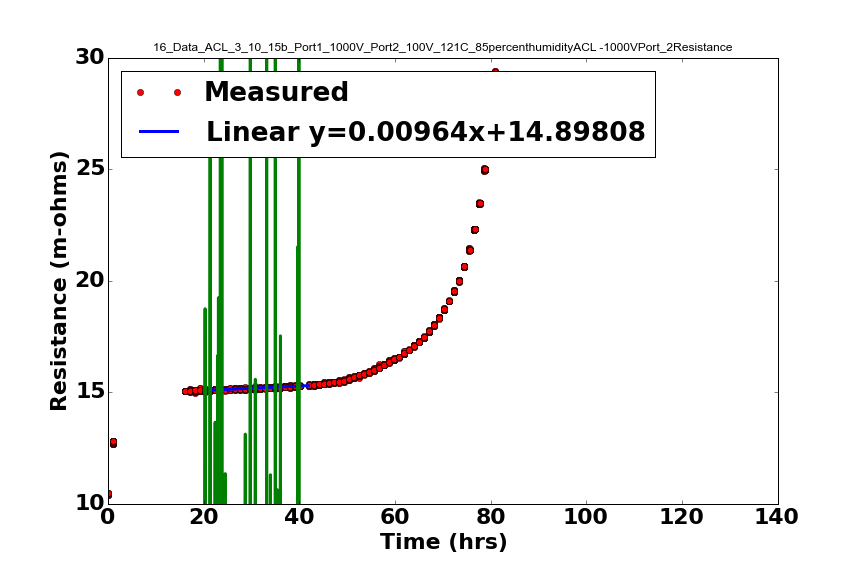 16_Data_ACL_3_10_15b_Port1_1000V_Port2_100V_121C_85percenthumidityACL -1000VPort_2Resistance
30
Measured
Linear y=0.00964x+14.89808
25
20
15
10
Resistance (m-ohms)
0 20 40 60 80 100 120 140
Time (hrs)